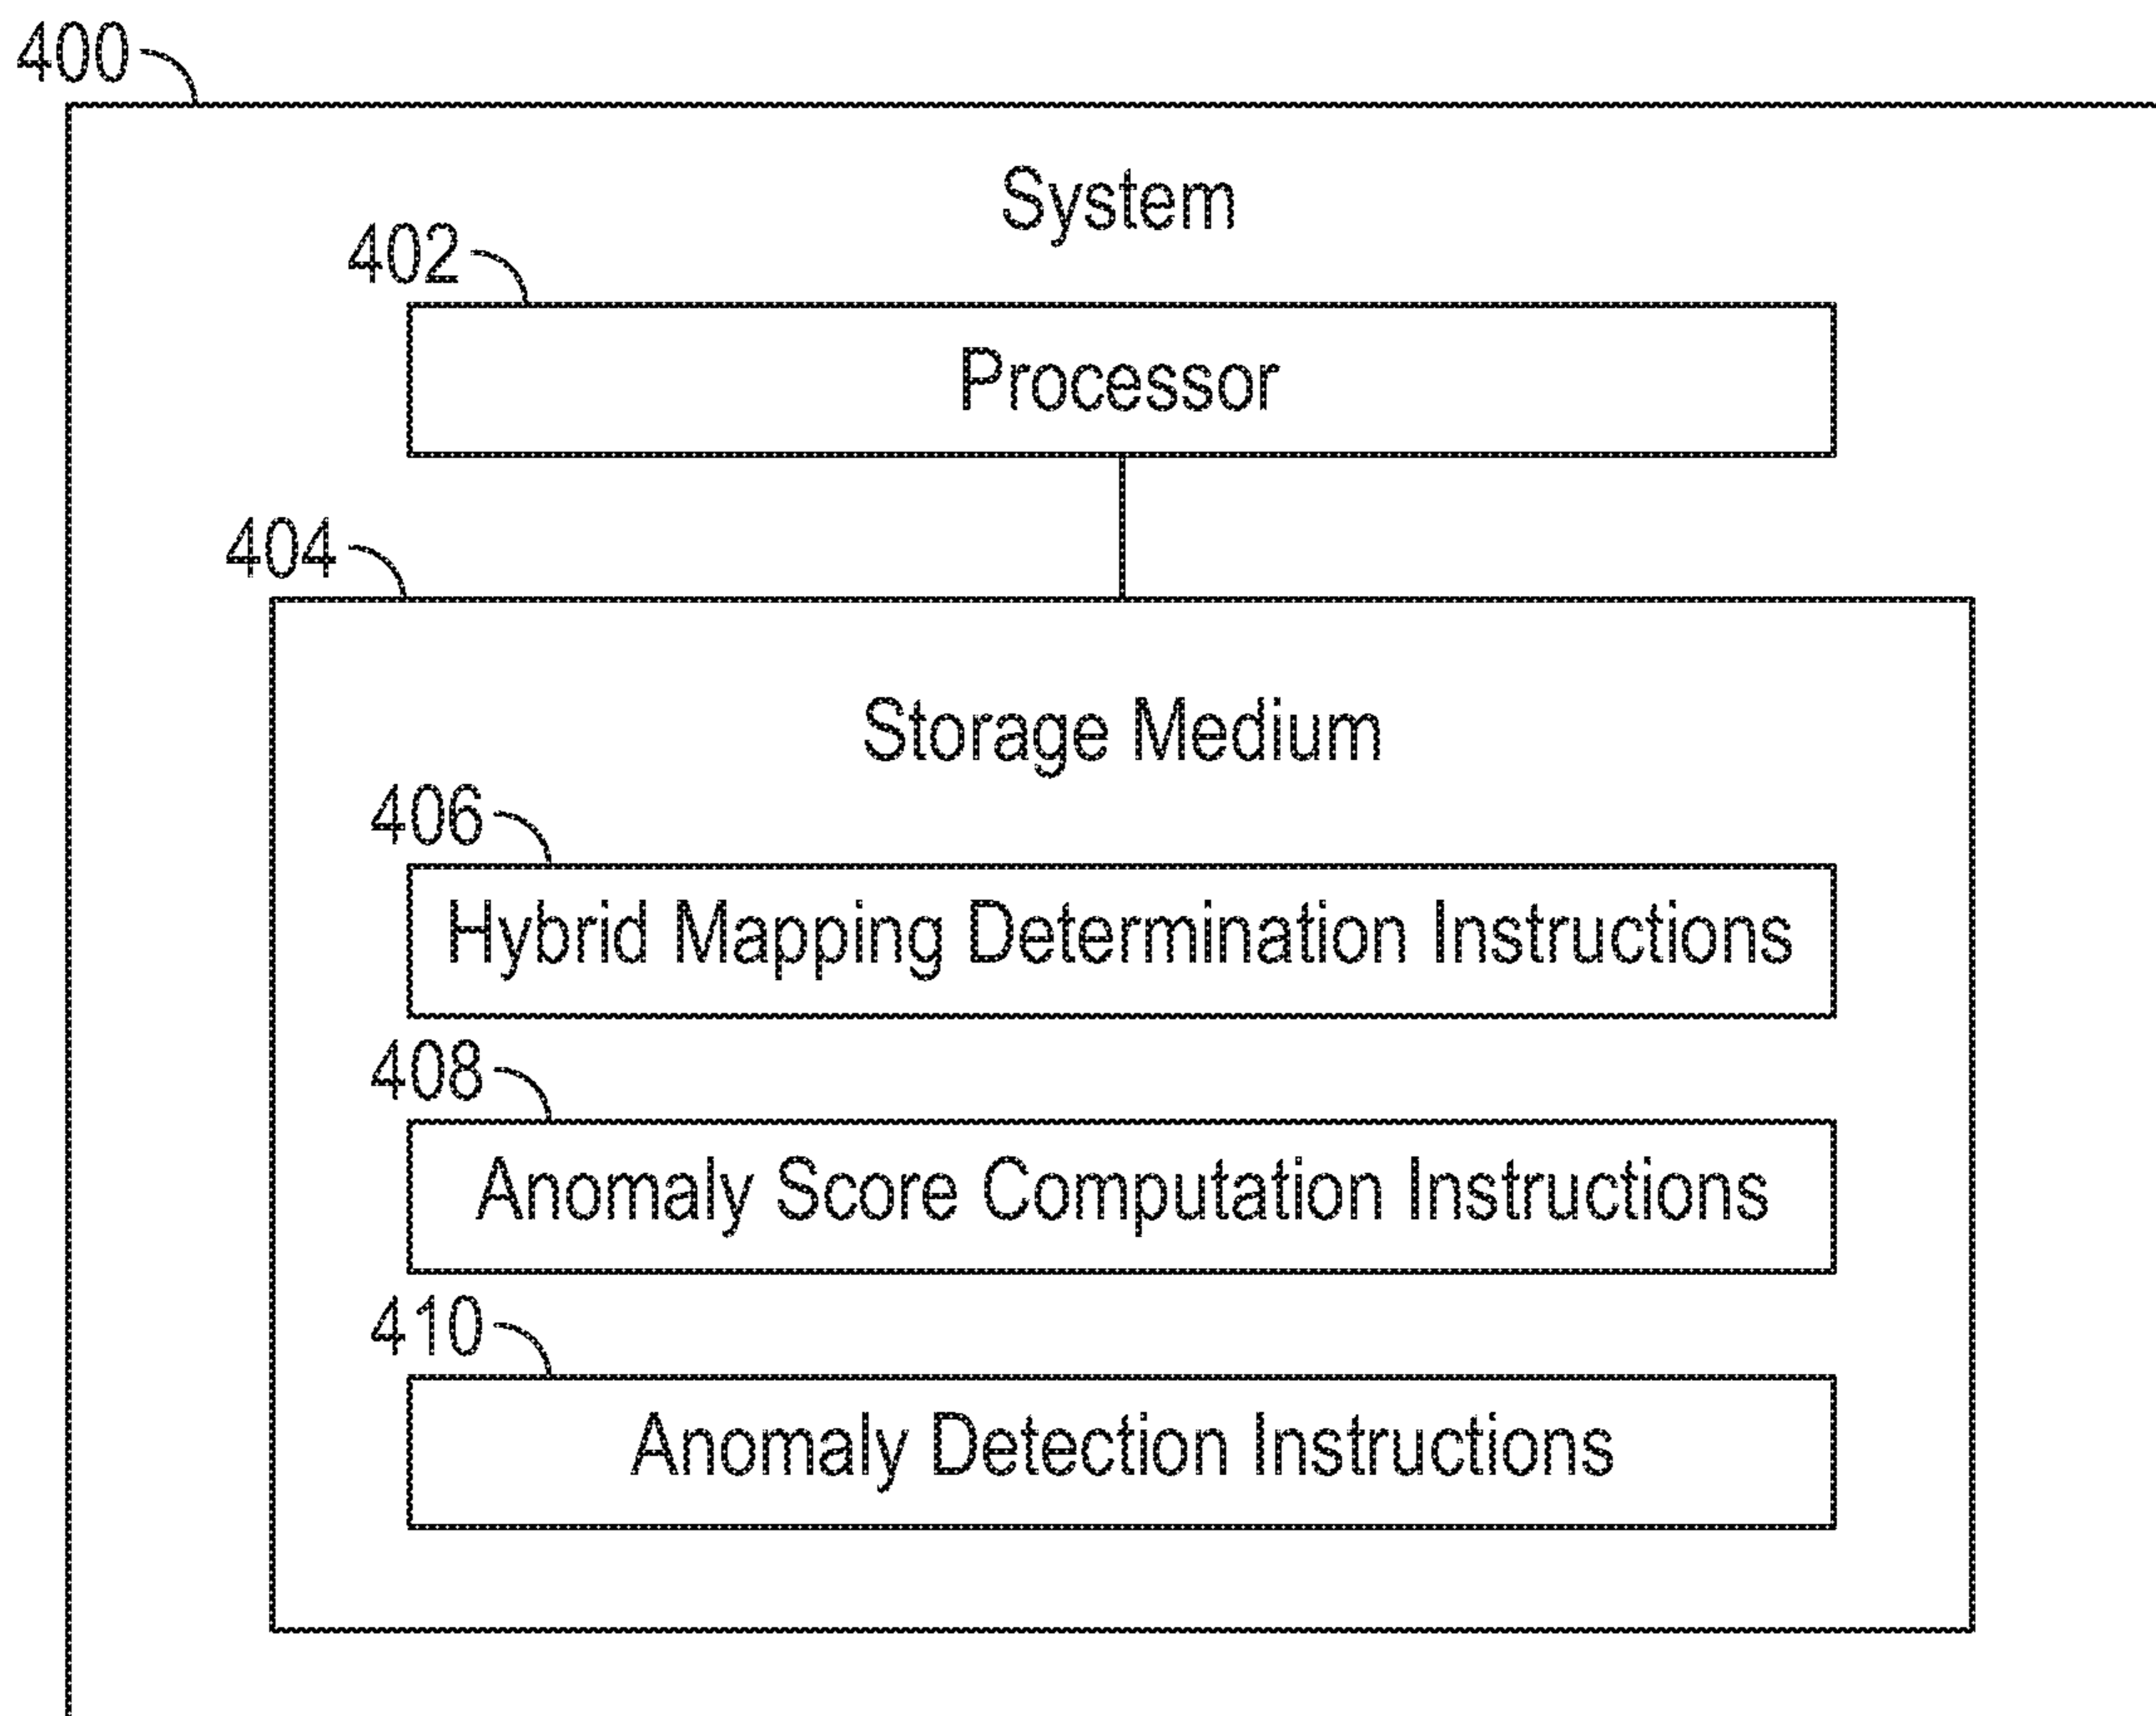 400
System
402
Processor
404
Storage Medium
406
Hybrid Mapping Determination Instructions
408
Anomaly Score Computation Instructions
410
Anomaly Detection Instructions